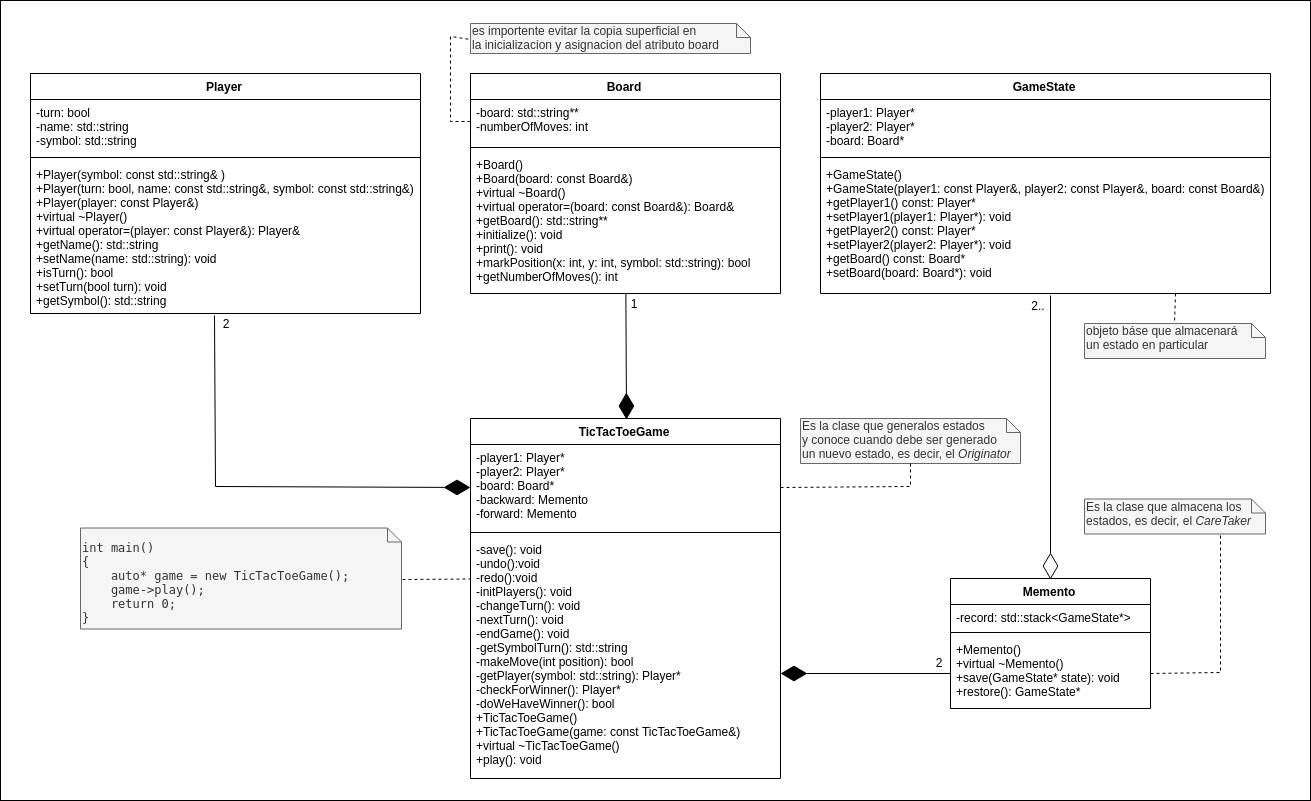 es importente evitar la copia superficial en
la inicializacion y asignacion del atributo board
Player
-turn: bool
-name: std::string
-symbol: std::string
+Player(symbol: const std::string& )
+Player(turn: bool, name: const std::string&, symbol: const std::string&)
+Player(player: const Player&)
+virtual ~Player()
+virtual operator=(player: const Player&): Player&
+getName(): std::string
+setName(name: std::string): void
+isTurn(): bool
+setTurn(bool turn): void
+getSymbol(): std::string
2
Board
-board: std::string**
-numberOfMoves: int
+Board()
+Board(board: const Board&)
+virtual ~Board()
+virtual operator=(board: const Board&): Board&
+getBoard(): std::string**
+initialize(): void
+print(): void
+markPosition(x: int, y: int, symbol: std::string): bool
+getNumberOfMoves(): int
1
GameState
-player1: Player*
-player2: Player*
-board: Board*
+GameState()
+GameState(player1: const Player&, player2: const Player&, board: const Board&)
+getPlayer1() const: Player*
+setPlayer1(player1: Player*): void
+getPlayer2() const: Player*
+setPlayer2(player2: Player*): void
+getBoard() const: Board*
+setBoard(board: Board*): void
2..
objeto báse que almacenará
un estado en particular
TicTacToeGame
-player1: Player*
-player2: Player*
-board: Board*
-backward: Memento
-forward: Memento
-save(): void
-undo():void
-redo():void
-initPlayers(): void
-changeTurn(): void
-nextTurn(): void
-endGame(): void
-getSymbolTurn(): std::string
-makeMove(int position): bool
-getPlayer(symbol: std::string): Player*
-checkForWinner(): Player*
-doWeHaveWinner(): bool
+TicTacToeGame()
+TicTacToeGame(game: const TicTacToeGame&)
+virtual ~TicTacToeGame()
+play(): void
Es la clase que generalos estados
y conoce cuando debe ser generado
un nuevo estado, es decir, el Originator
int main()
{
auto* game = new TicTacToeGame();
game->play();
return 0;
}
Es la clase que almacena los
estados, es decir, el CareTaker
Memento
-record: std::stack<GameState*>
+Memento()
+virtual ~Memento()
+save(GameState* state): void
+restore(): GameState*
2